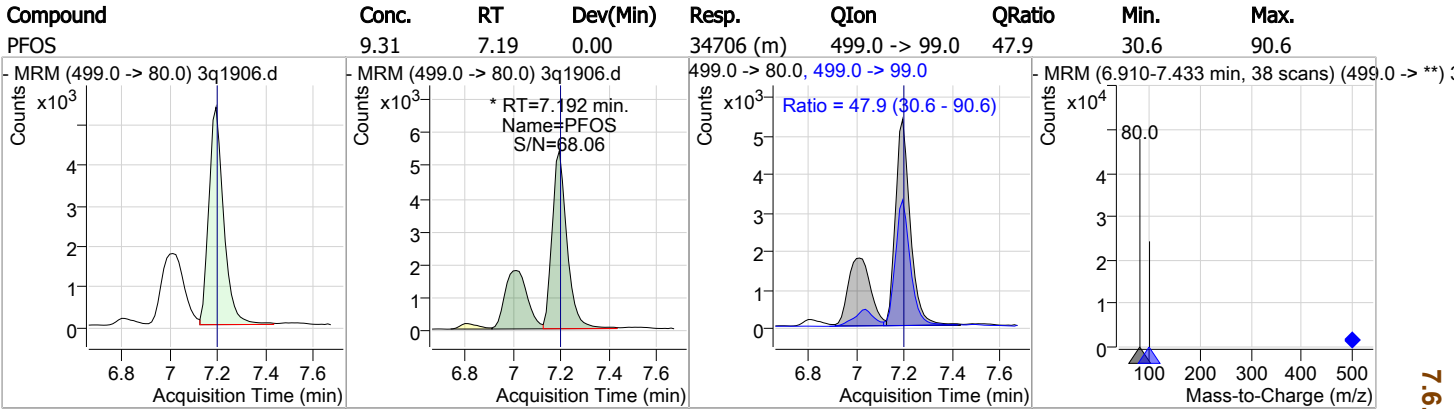 Compound Conc. RT Dev(Min) Resp. QIon QRatio Min. Max.
PFOS 9.31 7.19 0.00 34706 (m) 499.0 -> 99.0 47.9 30.6 90.6
- MRM (499.0 -> 80.0) 3q1906.d
Counts
x10³
4
3
2
1
0
6.8 7 7.2 7.4 7.6
Acquisition Time (min)
- MRM (499.0 -> 80.0) 3q1906.d
Counts
x10³
* RT=7.192 min.
Name=PFOS
S/N=68.06
6
5
4
3
2
1
0
6.8 7 7.2 7.4 7.6
Acquisition Time (min)
499.0 -> 80.0, 499.0 -> 99.0
Counts
x10³
Ratio = 47.9 (30.6 - 90.6)
5
4
3
2
1
0
6.8 7 7.2 7.4 7.6
Acquisition Time (min)
- MRM (6.910-7.433 min, 38 scans) (499.0 -> **) 3
Counts
x10⁴
80.0
4
3
2
1
0
100 200 300 400 500
Mass-to-Charge (m/z)
7.6.